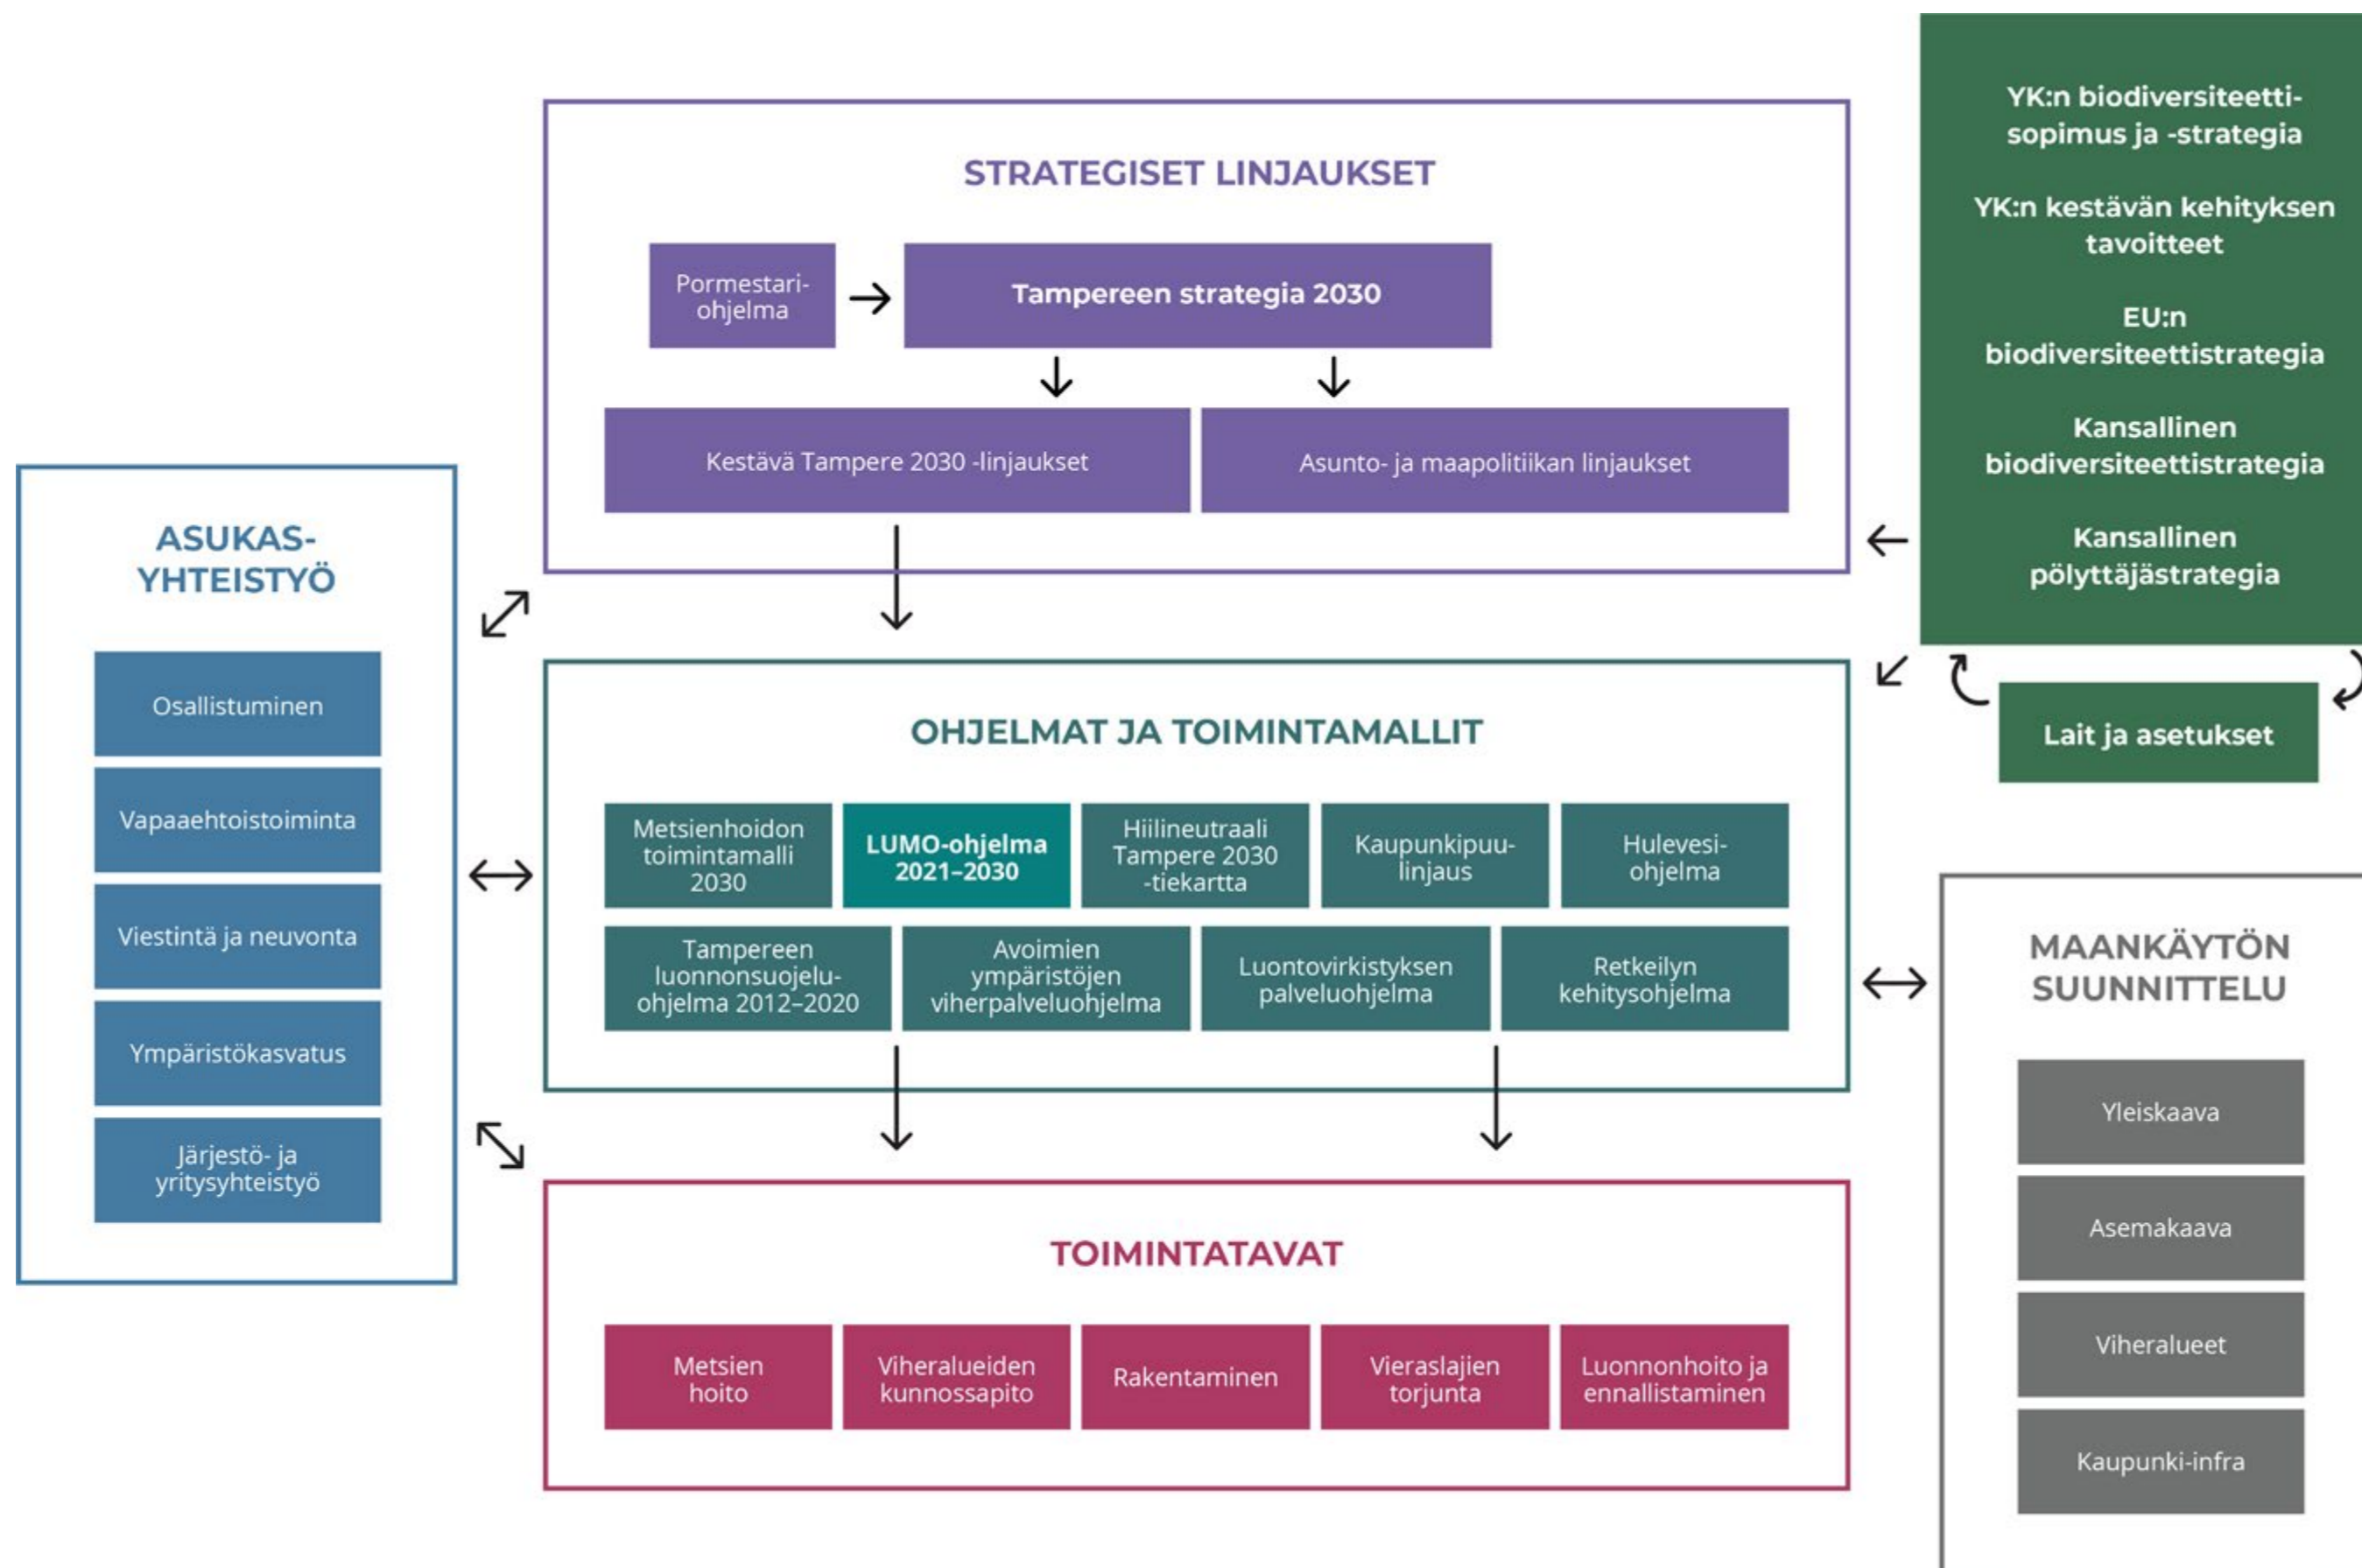 STRATEGISET LINJAUKSET
Pormestari-
ohjelma
Tampereen strategia 2030
Kestävä Tampere 2030 -linjaukset
Asunto- ja maapolitiikan linjaukset
YK:n biodiversiteetti-
sopimus ja -strategia
YK:n kestävän kehityksen
tavoitteet
EU:n
biodiversiteettistrategia
Kansallinen
biodiversiteettistrategia
Kansallinen
pölyttäjästrategia
Lait ja asetukset
ASUKAS-
YHTEISTYÖ
Osallistuminen
Vapaaehtoistoiminta
Viestintä ja neuvonta
Ympäristökasvatus
Järjestö- ja
yritysyhteistyö
OHJELMAT JA TOIMINTAMALLIT
Metsienhoidon
toimintamalli
2030
LUMO-ohjelma
2021–2030
Hiilineutraali
Tampere 2030
-tiekartta
Kaupunkipuu-
linjaus
Hulevesi-
ohjelma
Tampereen
luonnonsuojelu-
ohjelma 2012–2020
Avoimien
ympäristöjen
viherpalveluohjelma
Luontovirkistyksen
palveluohjelma
Retkeilyn
kehitysohjelma
MAANKÄYTÖN
SUUNNITTELU
Yleiskaava
Asemakaava
Viheralueet
Kaupunki-infra
TOIMINTATAVAT
Metsien
hoito
Viheralueiden
kunnossapito
Rakentaminen
Vieraslajien
torjunta
Luonnonhoito ja
ennallistaminen